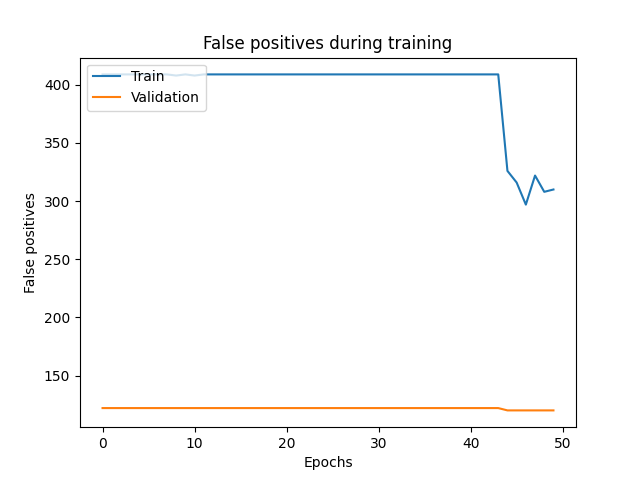 False positives during training
Train
Validation
400
350
300
250
200
150
False positives
0 10 20 30 40 50
Epochs